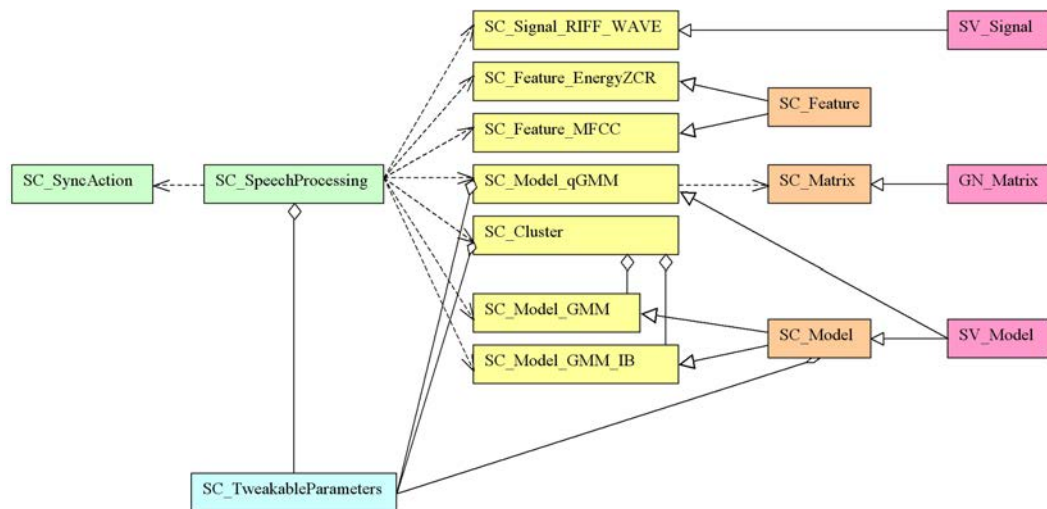 SC_Signal_RIFF_WAVE
SV_Signal
SC_Feature_EnergyZCR
SC_Feature
SC_Feature_MFCC
SC_SyncAction
SC_SpeechProcessing
SC_Model_qGMM
SC_Matrix
GN_Matrix
SC_Cluster
SC_Model_GMM
SC_Model
SV_Model
SC_Model_GMM_IB
SC_TweakableParameters